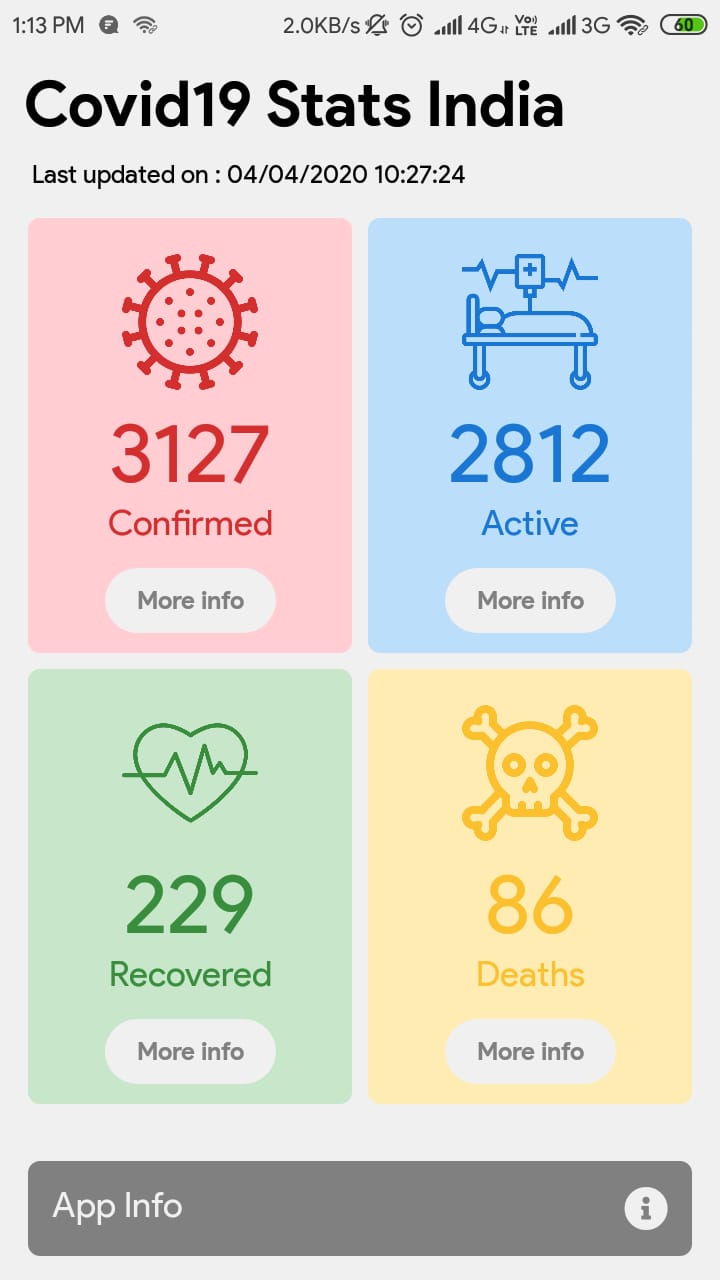 1:13 PM 2.0KB/s 4G VoLTE 3G 60
Covid19 Stats India
Last updated on : 04/04/2020 10:27:24
3127
Confirmed
More info
2812
Active
More info
229
Recovered
More info
86
Deaths
More info
App Info